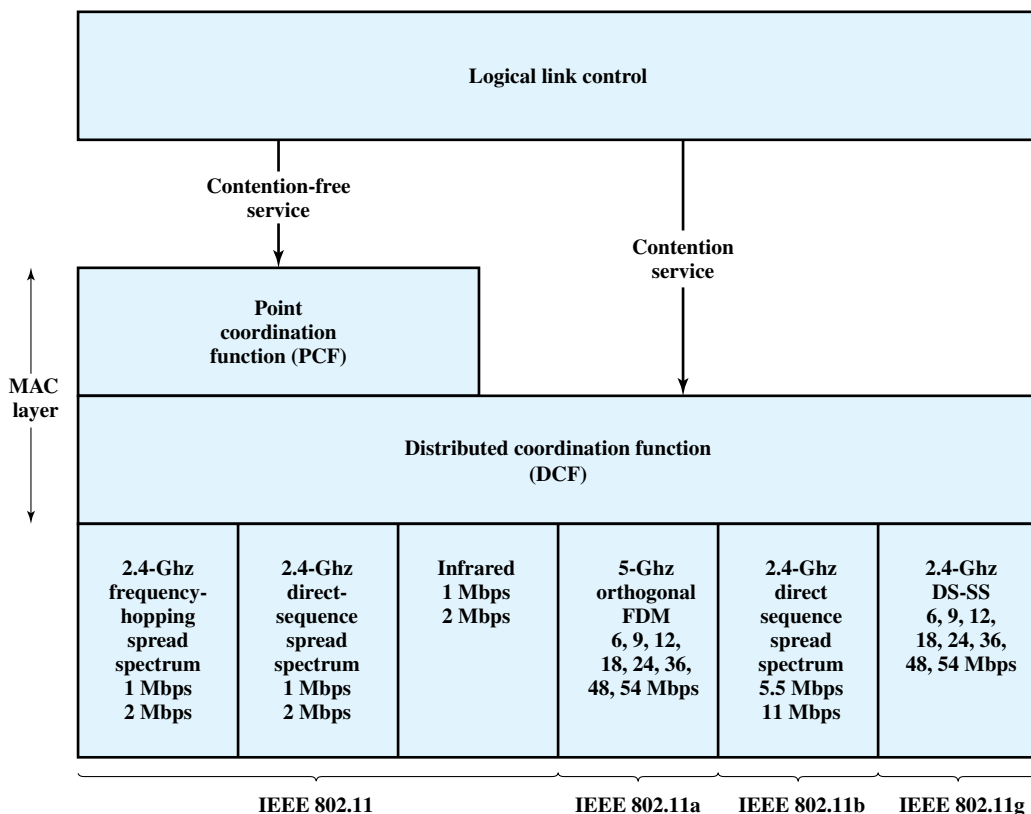 Logical link control
Contention-free
service
Contention
service
Point
coordination
function (PCF)
MAC
layer
Distributed coordination function
(DCF)
2.4-Ghz
frequency-
hopping
spread
spectrum
1 Mbps
2 Mbps
2.4-Ghz
direct-
sequence
spread
spectrum
1 Mbps
2 Mbps
Infrared
1 Mbps
2 Mbps
5-Ghz
orthogonal
FDM
6, 9, 12,
18, 24, 36,
48, 54 Mbps
2.4-Ghz
direct
sequence
spread
spectrum
5.5 Mbps
11 Mbps
2.4-Ghz
DS-SS
6, 9, 12,
18, 24, 36,
48, 54 Mbps
IEEE 802.11
IEEE 802.11a
IEEE 802.11b
IEEE 802.11g